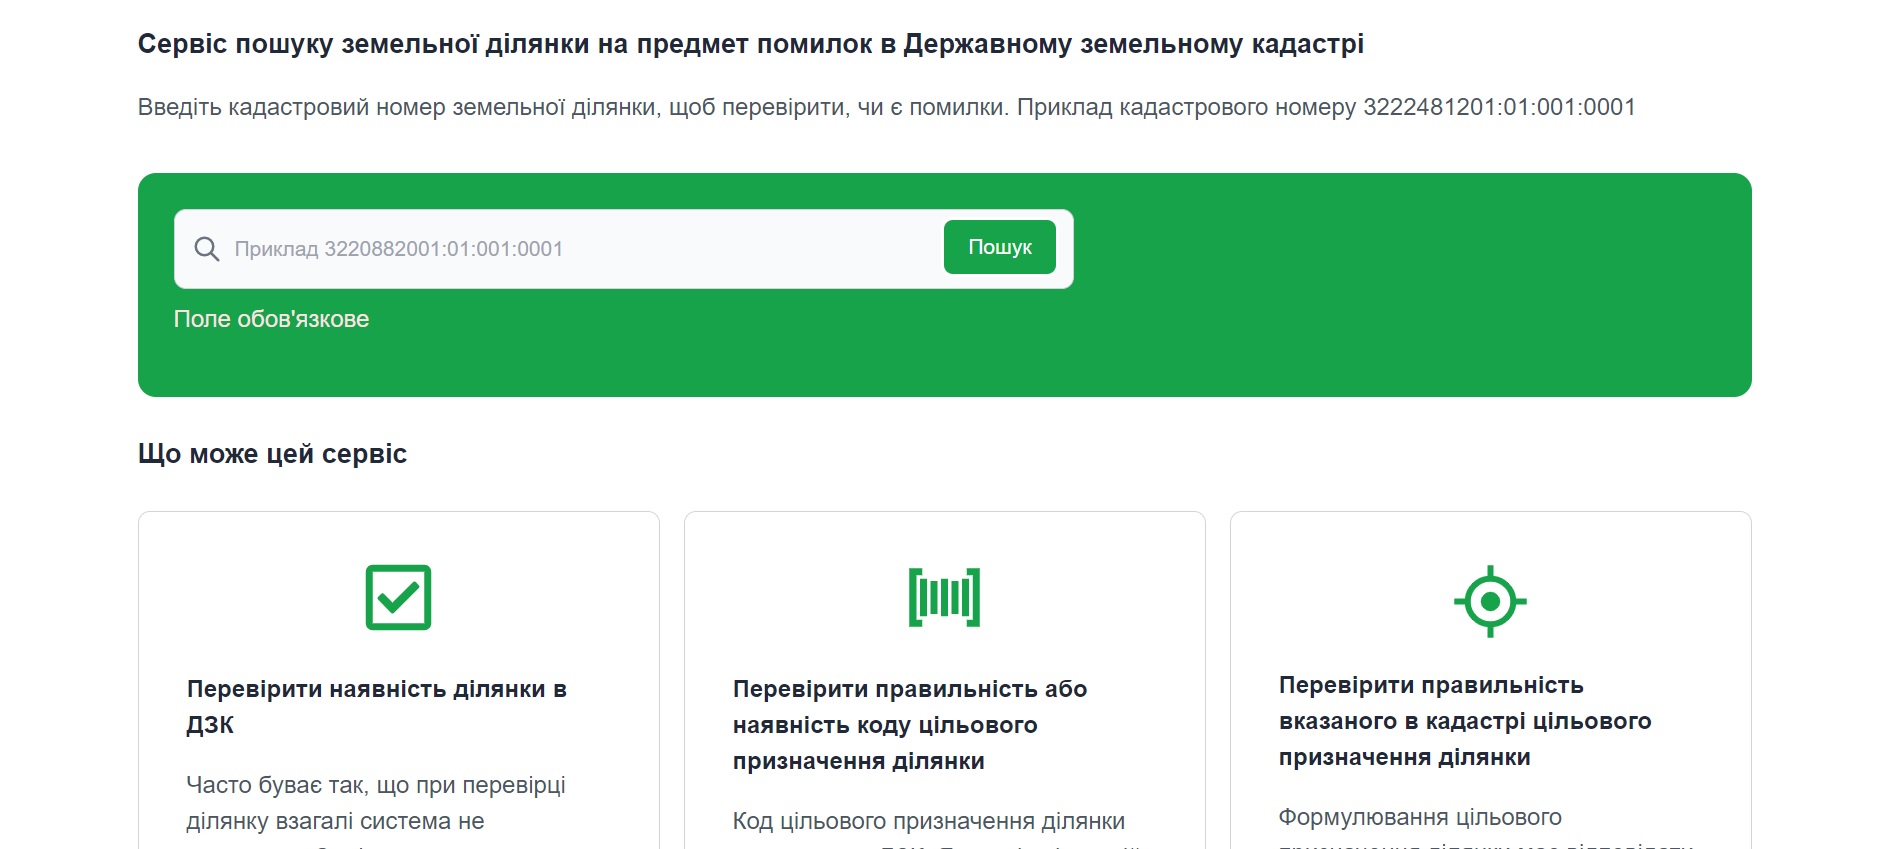 Сервіс пошуку земельної ділянки на предмет помилок в Державному земельному кадастрі
Введіть кадастровий номер земельної ділянки, щоб перевірити, чи є помилки. Приклад кадастрового номеру 3222481201:01:001:0001
Приклад 3220882001:01:001:0001
Пошук
Поле обов'язкове
Що може цей сервіс
Перевірити наявність ділянки в
ДЗК
Часто буває так, що при перевірці
ділянку взагалі система не
Перевірити правильність або
наявність коду цільового
призначення ділянки
Код цільового призначення ділянки
Перевірити правильність
вказаного в кадастрі цільового
призначення ділянки
Формулювання цільового